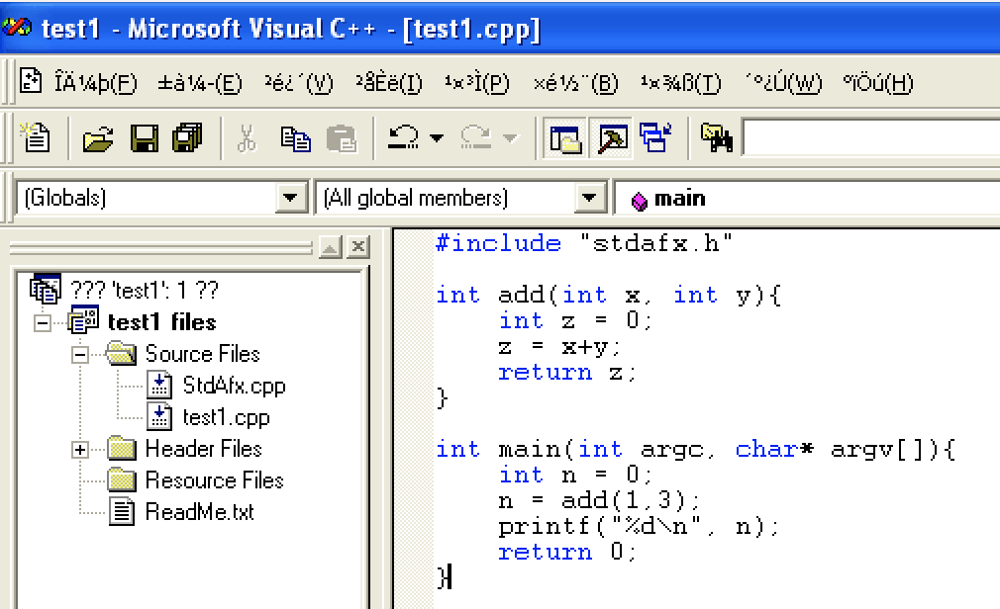 test1 - Microsoft Visual C++ - [test1.cpp]
ÎÄ¼þ(F) ±à¼­(E) ²é¿´(V) ²åÈë(I) ¹¤³Ì(P) ×é½¨(B) ¹¤¾ß(T) ´°¿Ú(W) °ïÖú(H)
(Globals) (All global members) main
??? 'test1': 1 ??
test1 files
Source Files
StdAfx.cpp
test1.cpp
Header Files
Resource Files
ReadMe.txt
#include "stdafx.h"
int add(int x, int y){
int z = 0;
z = x+y;
return z;
}
int main(int argc, char* argv[]){
int n = 0;
n = add(1,3);
printf("%d\n", n);
return 0;
}